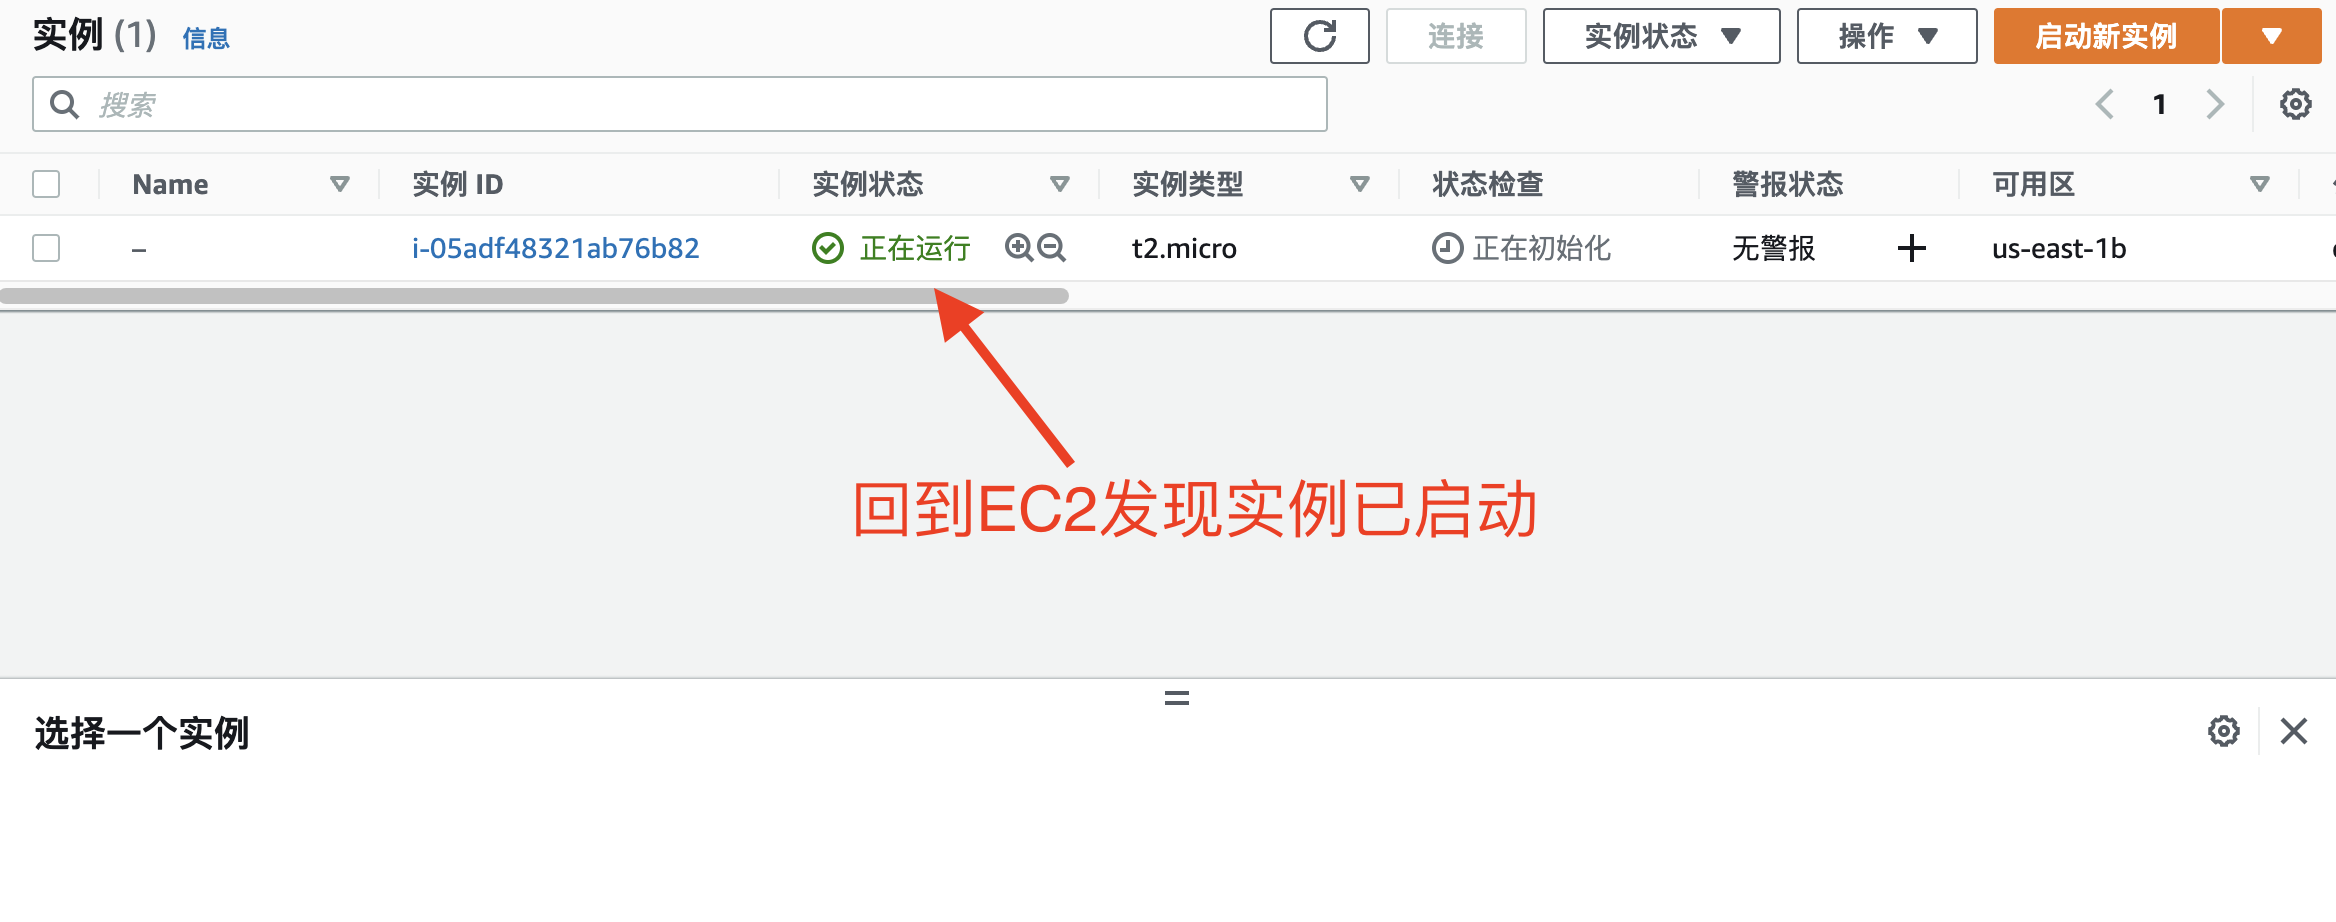 实例 (1) 信息 连接 实例状态 操作 启动新实例
搜索 1
Name 实例 ID 实例状态 实例类型 状态检查 警报状态 可用区
– i-05adf48321ab76b82 正在运行 t2.micro 正在初始化 无警报 us-east-1b
回到EC2发现实例已启动
选择一个实例